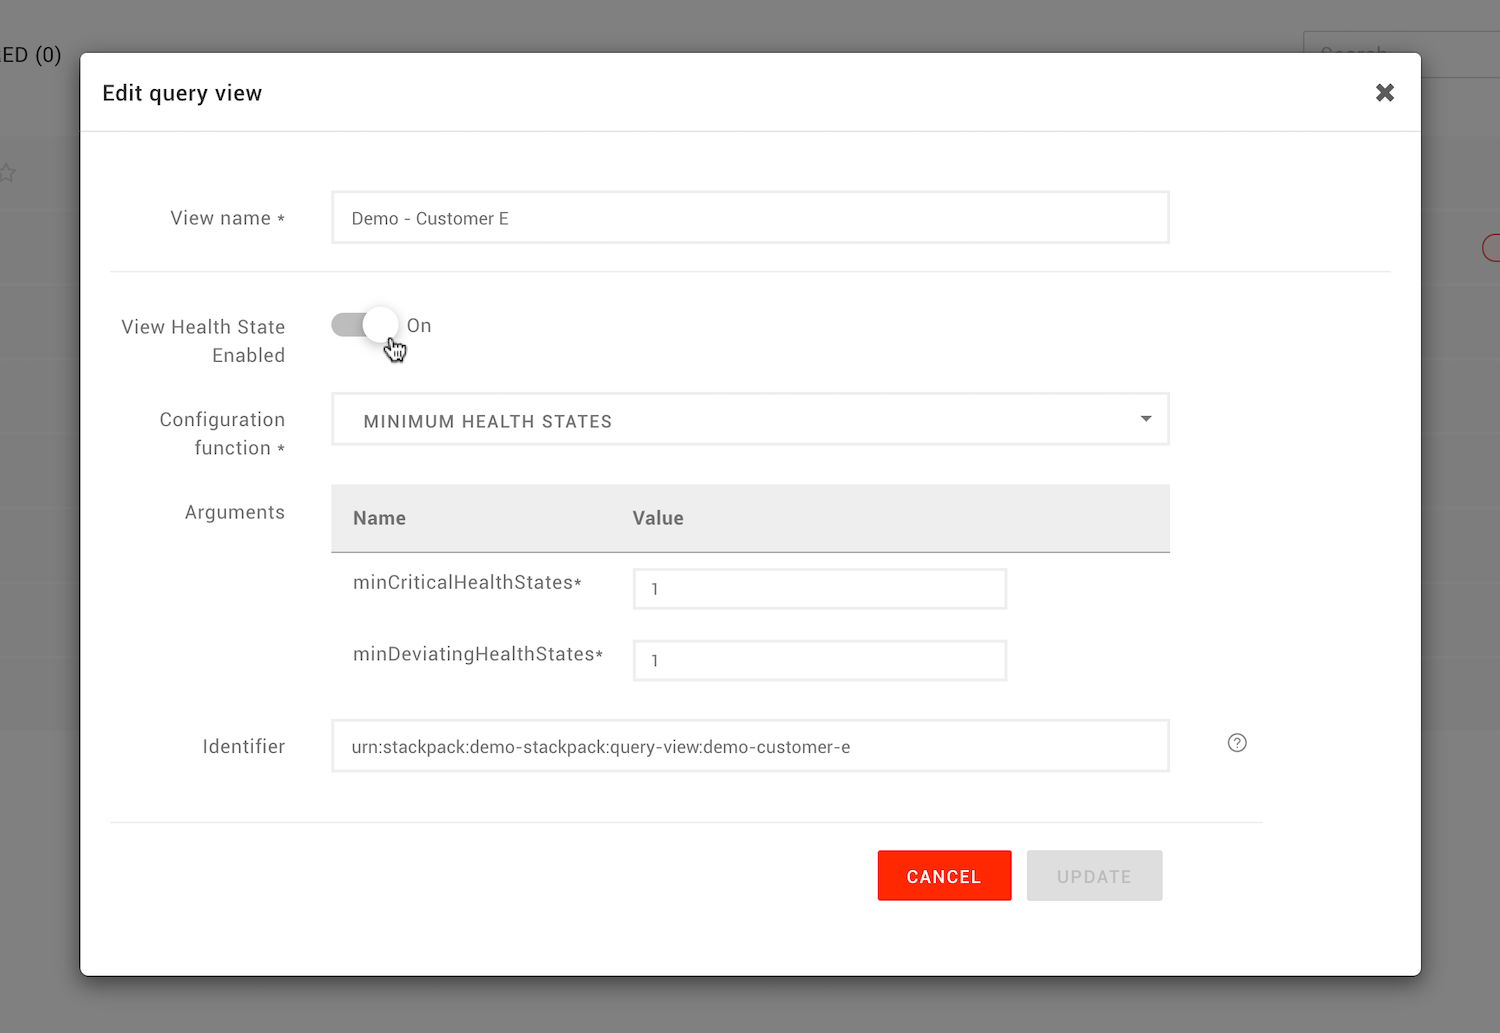 ED (0)
Search
Edit query view
View name *
Demo - Customer E
View Health State
Enabled
On
Configuration
function *
MINIMUM HEALTH STATES
Arguments
Name
Value
minCriticalHealthStates*
1
minDeviatingHealthStates*
1
Identifier
urn:stackpack:demo-stackpack:query-view:demo-customer-e
?
CANCEL
UPDATE